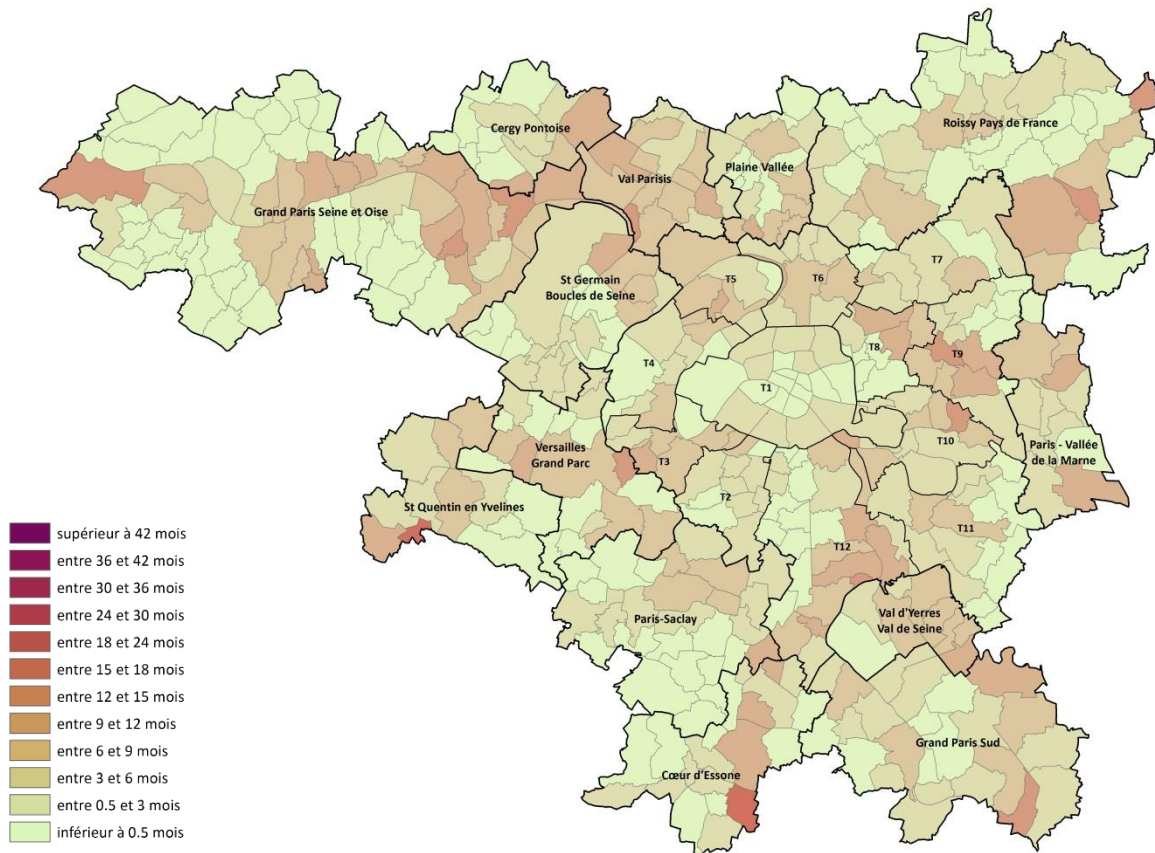 Cergy Pontoise
Roissy Pays de France
Val Parisis
Plaine Vallée
Grand Paris Seine et Oise
T7
St Germain
Boucles de Seine
T5
T6
T4
T8
T9
T1
Versailles
Grand Parc
T3
T10
Paris - Vallée
de la Marne
T2
St Quentin en Yvelines
T11
T12
Paris-Saclay
Val d'Yerres
Val de Seine
Grand Paris Sud
Cœur d'Essone
supérieur à 42 mois
entre 36 et 42 mois
entre 30 et 36 mois
entre 24 et 30 mois
entre 18 et 24 mois
entre 15 et 18 mois
entre 12 et 15 mois
entre 9 et 12 mois
entre 6 et 9 mois
entre 3 et 6 mois
entre 0.5 et 3 mois
inférieur à 0.5 mois